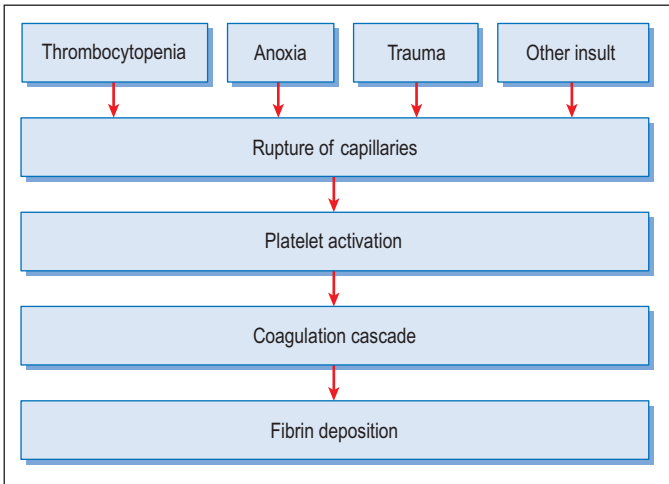 Thrombocytopenia
Anoxia
Trauma
Other insult
Rupture of capillaries
Platelet activation
Coagulation cascade
Fibrin deposition